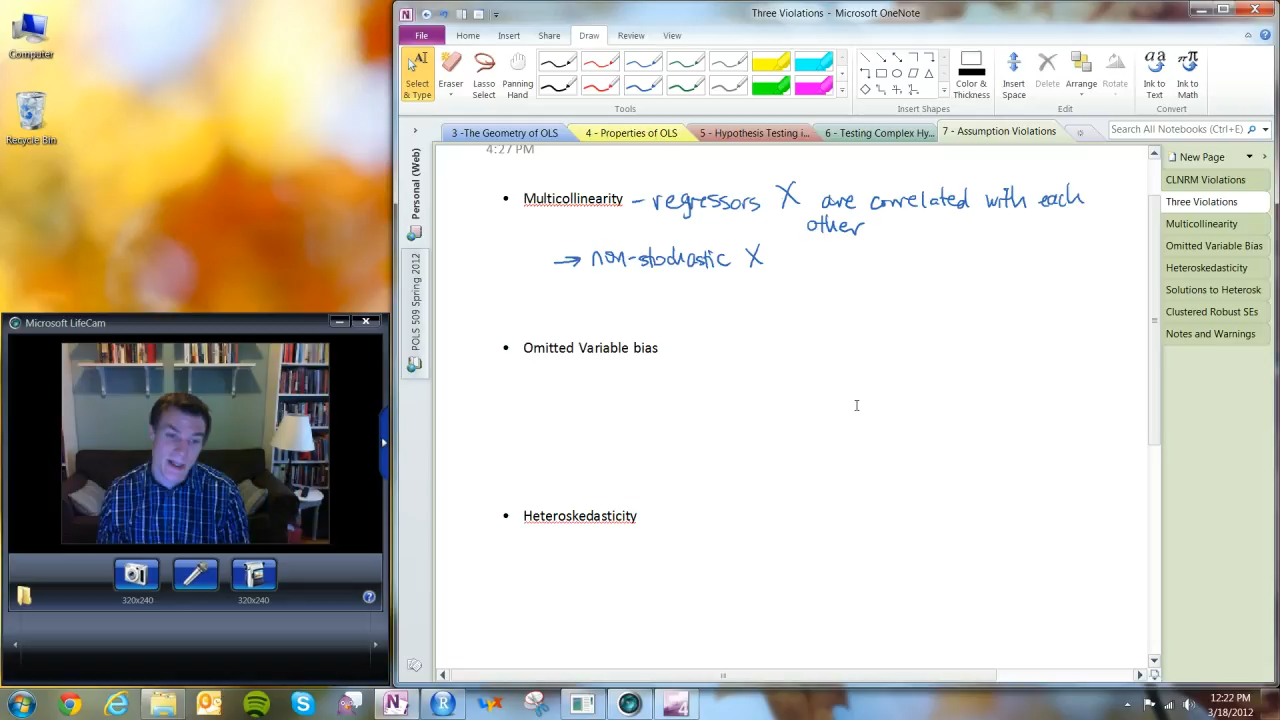 Computer
Recycle Bin
Three Violations - Microsoft OneNote
File Home Insert Share Draw Review View
Select & Type
Eraser
Lasso Select
Panning Hand
Color & Thickness
Insert Space
Delete
Arrange
Rotate
Ink to Text
Ink to Math
Tools
Insert Shapes
Edit
Convert
3 -The Geometry of OLS
4 - Properties of OLS
5 - Hypothesis Testing i...
6 - Testing Complex Hy...
7 - Assumption Violations
Search All Notebooks (Ctrl+E)
Personal (Web)
POLS 509 Spring 2012
4:27 PM
• Multicollinearity - regressors X are correlated with each
other
→ non-stochastic X
• Omitted Variable bias
• Heteroskedasticity
New Page
CLNRM Violations
Three Violations
Multicollinearity
Omitted Variable Bias
Heteroskedasticity
Solutions to Heterosk
Clustered Robust SEs
Notes and Warnings
Microsoft LifeCam
320x240
320x240
12:22 PM
3/18/2012